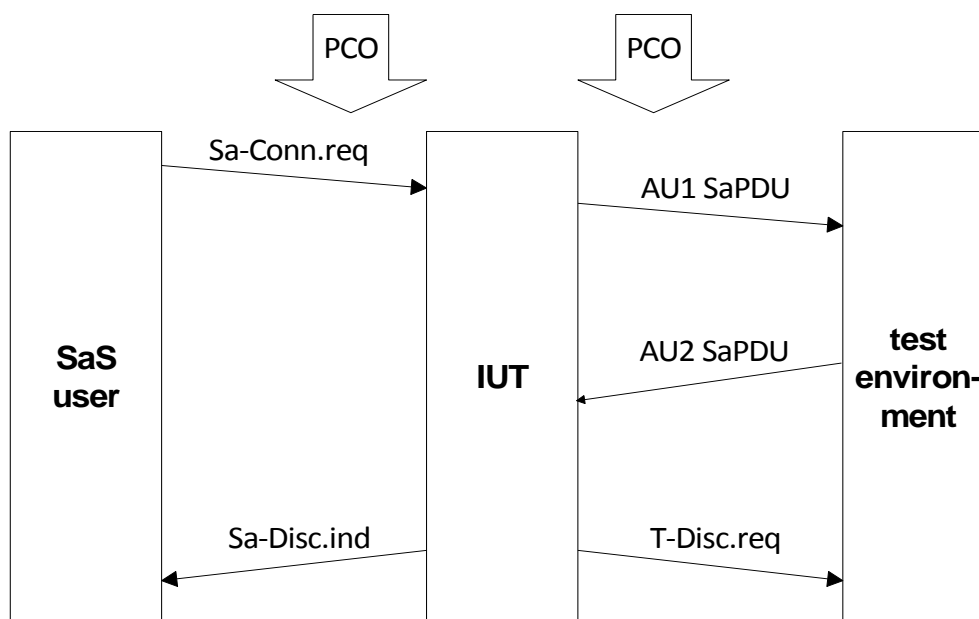 PCO
PCO
Sa-Conn.req
AU1 SaPDU
SaS
user
IUT
AU2 SaPDU
test
environ-
ment
Sa-Disc.ind
T-Disc.req